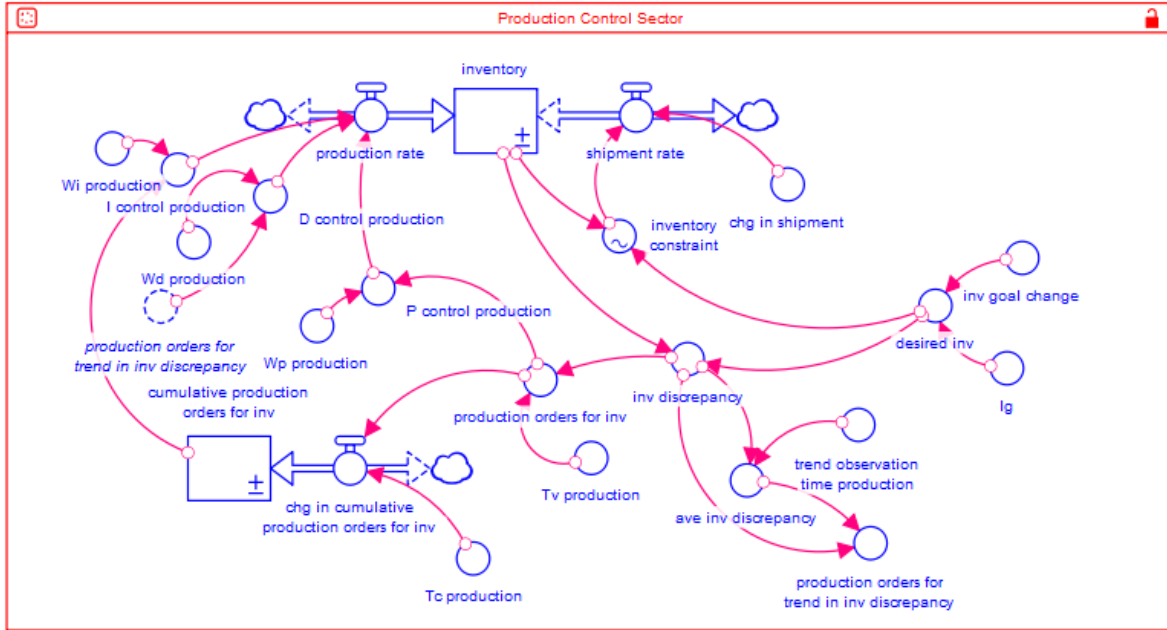 Production Control Sector
inventory
production rate
shipment rate
Wi production
I control production
D control production
inventory
constraint
chg in shipment
Wd production
P control production
inv goal change
production orders for
trend in inv discrepancy
Wp production
desired inv
cumulative production
orders for inv
production orders for inv
inv discrepancy
Ig
trend observation
time production
Tv production
ave inv discrepancy
chg in cumulative
production orders for inv
Tc production
production orders for
trend in inv discrepancy